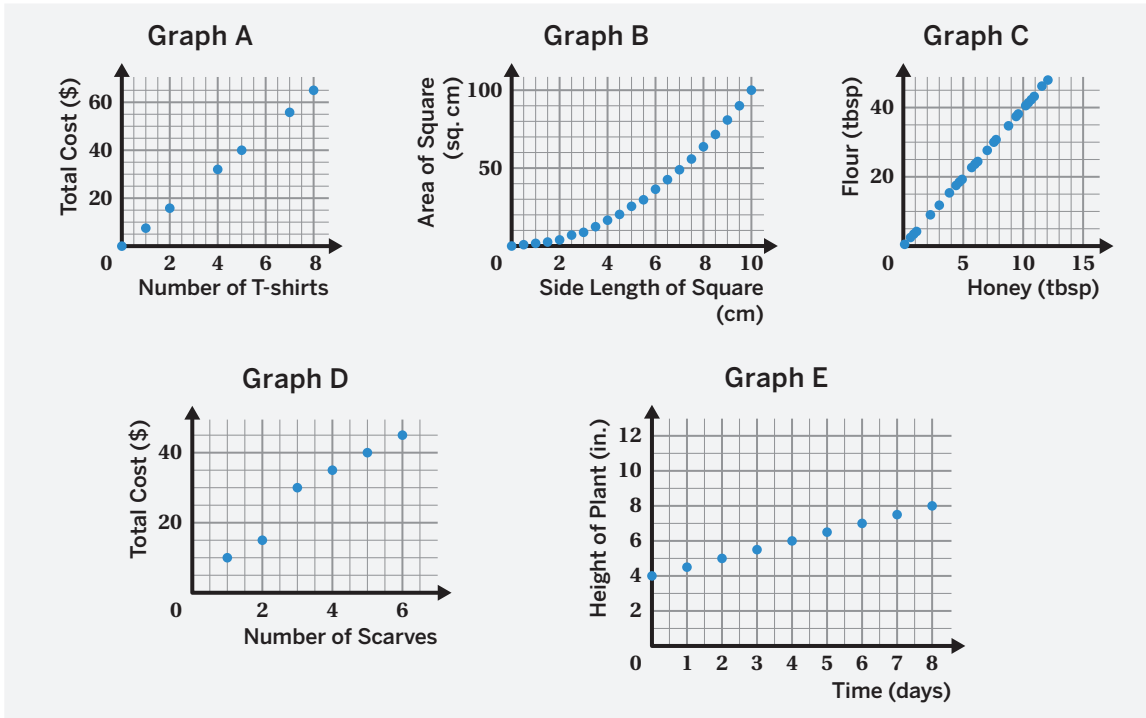 Graph A
Total Cost ($)
60
40
20
0
2
4
6
8
Number of T-shirts
Graph B
Area of Square
(sq. cm)
100
50
0
2
4
6
8
10
Side Length of Square
(cm)
Graph C
Flour (tbsp)
40
20
0
5
10
15
Honey (tbsp)
Graph D
Total Cost ($)
40
20
0
2
4
6
Number of Scarves
Graph E
Height of Plant (in.)
12
10
8
6
4
2
0
1
2
3
4
5
6
7
8
Time (days)